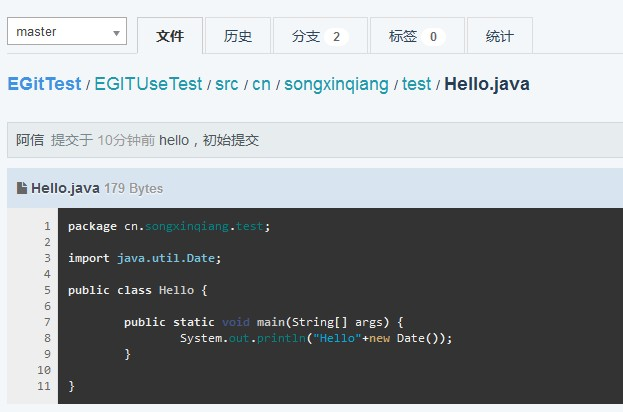 master 文件 历史 分支 2 标签 0 统计
EGitTest / EGITUseTest / src / cn / songxinqiang / test / Hello.java
阿信 提交于 10分钟前 hello，初始提交
Hello.java 179 Bytes
1 package cn.songxinqiang.test;
2
3 import java.util.Date;
4
5 public class Hello {
6
7 public static void main(String[] args) {
8 System.out.println("Hello"+new Date());
9 }
10
11 }